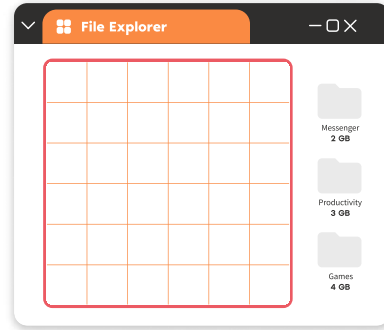 File Explorer
Messenger
2 GB
Productivity
3 GB
Games
4 GB